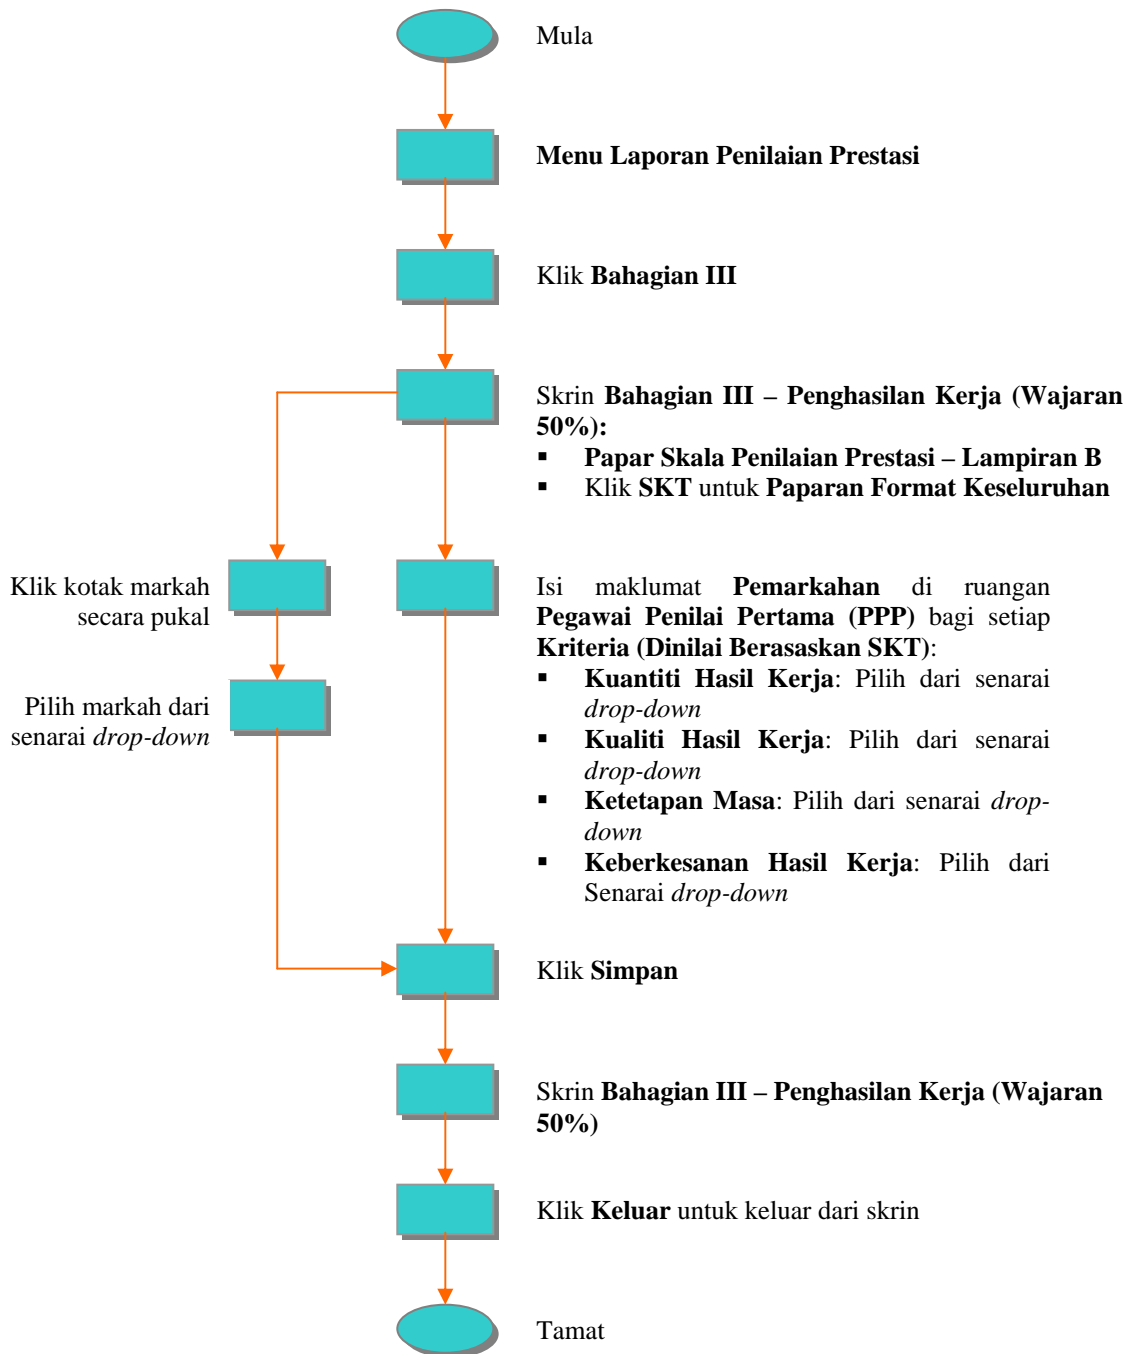 Mula
Menu Laporan Penilaian Prestasi
Klik Bahagian III
Skrin Bahagian III – Penghasilan Kerja (Wajaran
50%):
▪ Papar Skala Penilaian Prestasi – Lampiran B
▪ Klik SKT untuk Paparan Format Keseluruhan
Klik kotak markah
secara pukal
Pilih markah dari
senarai drop-down
Isi maklumat Pemarkahan di ruangan
Pegawai Penilai Pertama (PPP) bagi setiap
Kriteria (Dinilai Berasaskan SKT):
▪ Kuantiti Hasil Kerja: Pilih dari senarai
drop-down
▪ Kualiti Hasil Kerja: Pilih dari senarai
drop-down
▪ Ketetapan Masa: Pilih dari senarai drop-
down
▪ Keberkesanan Hasil Kerja: Pilih dari
Senarai drop-down
Klik Simpan
Skrin Bahagian III – Penghasilan Kerja (Wajaran
50%)
Klik Keluar untuk keluar dari skrin
Tamat